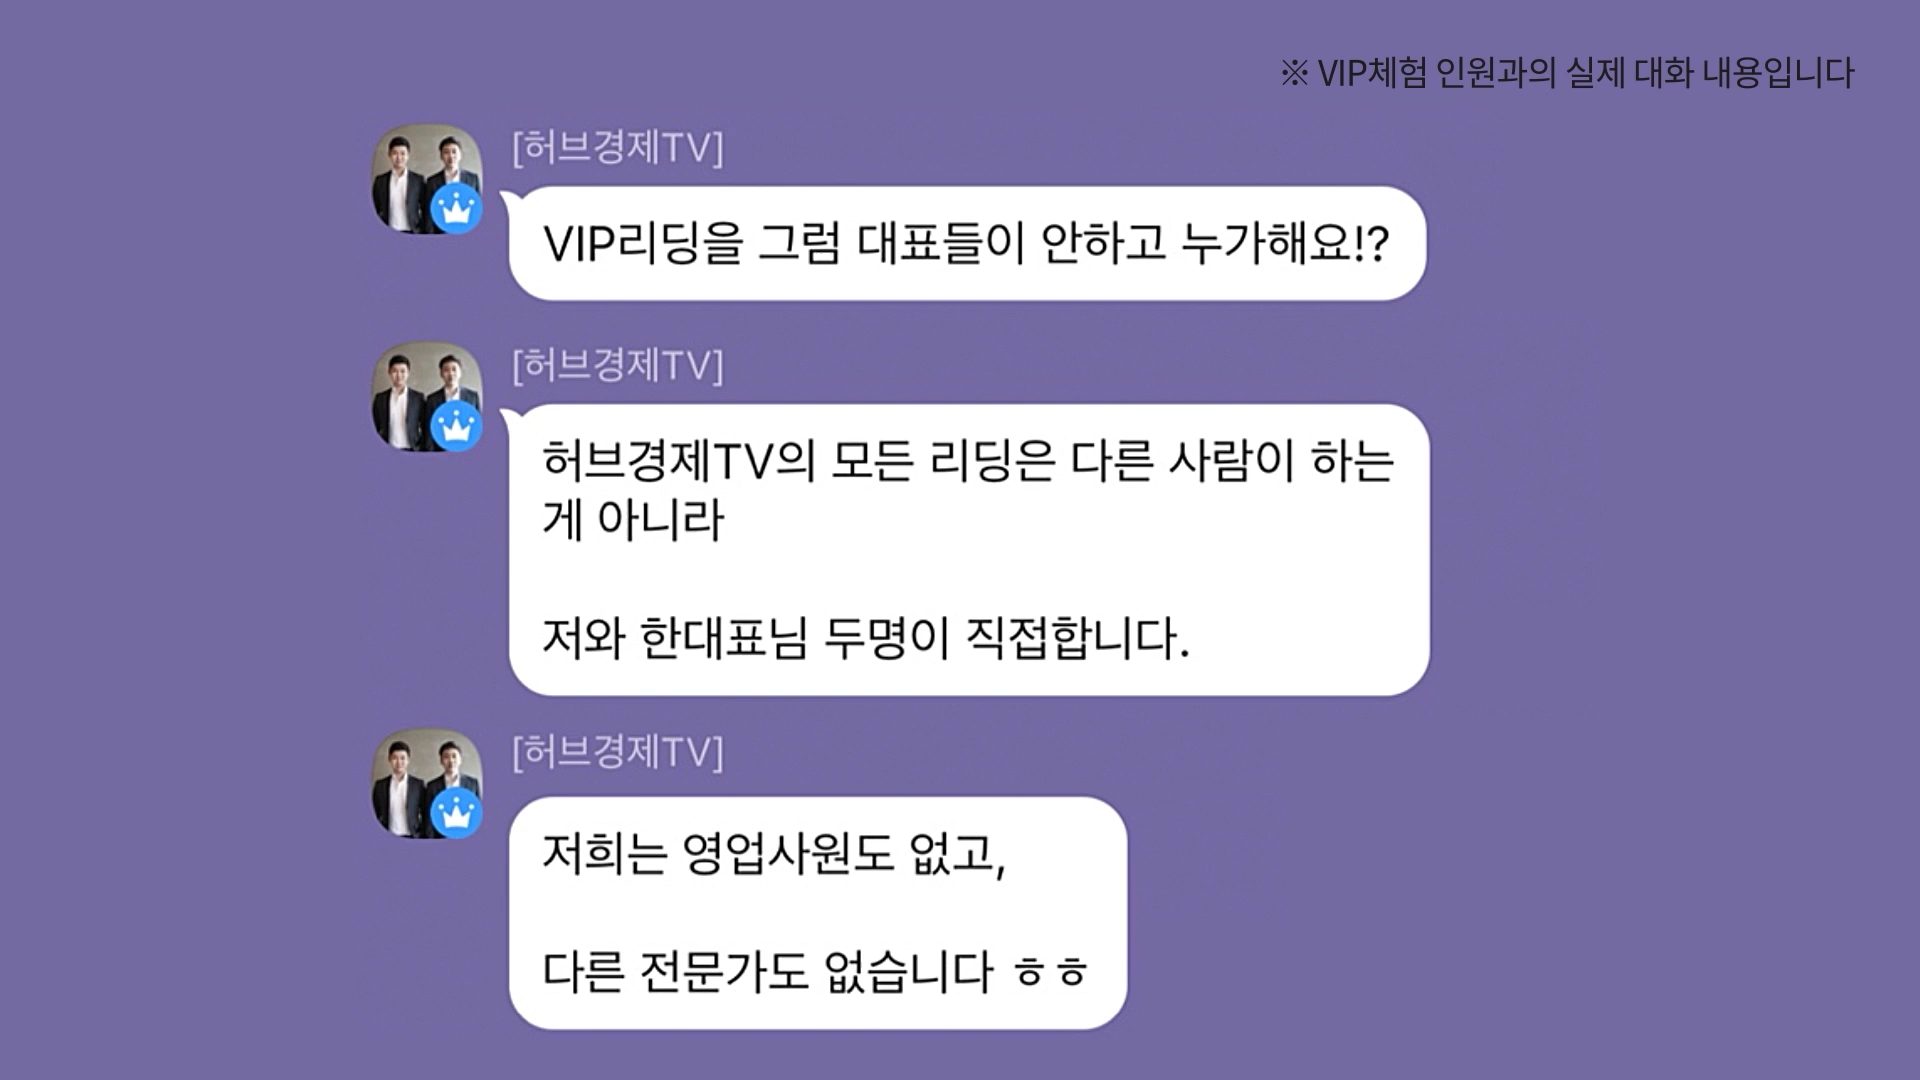 ※ VIP체험 인원과의 실제 대화 내용입니다
[허브경제TV]
VIP리딩을 그럼 대표들이 안하고 누가해요!?
[허브경제TV]
허브경제TV의 모든 리딩은 다른 사람이 하는
게 아니라
저와 한대표님 두명이 직접합니다.
[허브경제TV]
저희는 영업사원도 없고,
다른 전문가도 없습니다 ㅎㅎ